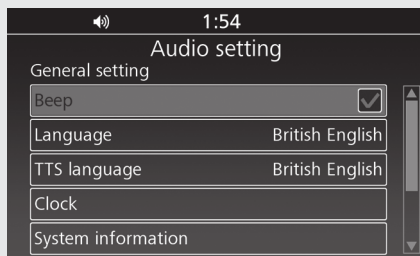 1:54
Audio setting
General setting
Beep
Language British English
TTS language British English
Clock
System information